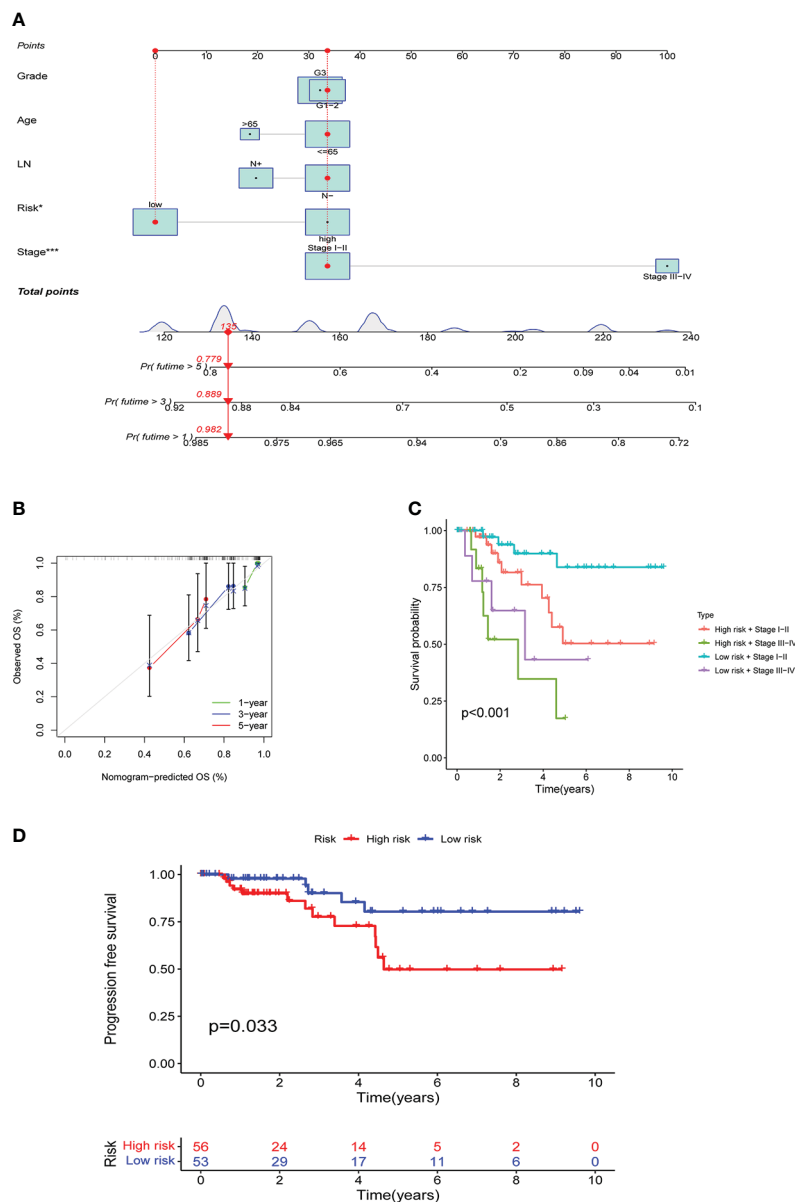 A
Points
0 10 20 30 40 50 60 70 80 90 100
Grade
G3
G1−2
Age
>65
<=65
LN
N+
N−
Risk*
low
high
Stage***
Stage I−II
Stage III−IV
Total points
120 140 160 180 200 220 240
135
0.779
Pr( futime > 5 )
0.8 0.6 0.4 0.2 0.09 0.04 0.01
0.889
Pr( futime > 3 )
0.92 0.88 0.84 0.7 0.5 0.3 0.1
0.982
Pr( futime > 1 )
0.985 0.975 0.965 0.94 0.9 0.86 0.8 0.72
B
Observed OS (%)
1.0
0.8
0.6
0.4
0.2
0.0
1−year
3−year
5−year
0.0 0.2 0.4 0.6 0.8 1.0
Nomogram−predicted OS (%)
C
Survival probability
1.00
0.75
0.50
0.25
0.00
p<0.001
0 2 4 6 8 10
Time(years)
Type
High risk + Stage I−II
High risk + Stage III−IV
Low risk + Stage I−II
Low risk + Stage III−IV
D
Risk High risk Low risk
Progression free survival
1.00
0.75
0.50
0.25
0.00
p=0.033
0 2 4 6 8 10
Time(years)
Risk
High risk 56 24 14 5 2 0
Low risk 53 29 17 11 6 0
0 2 4 6 8 10
Time(years)